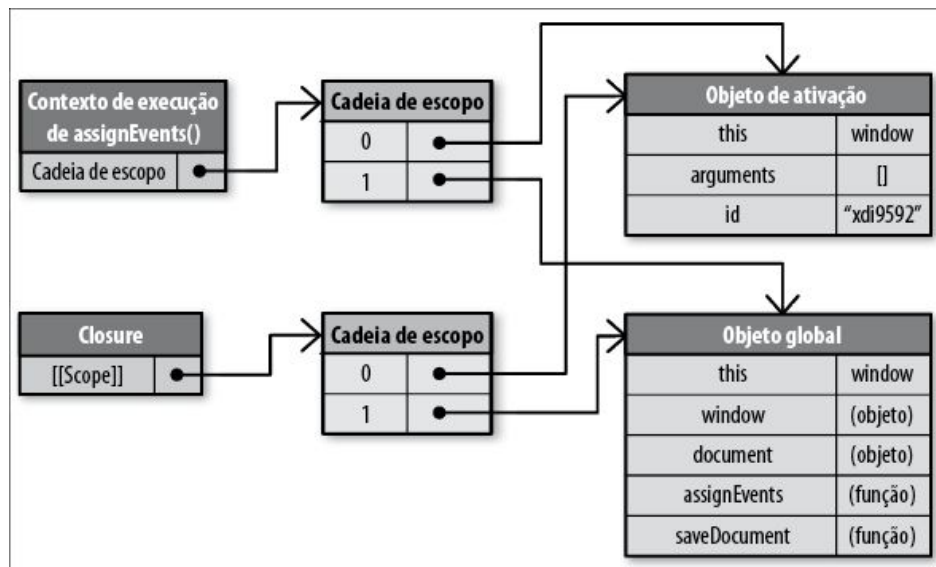 Contexto de execução
de assignEvents()
Cadeia de escopo
Cadeia de escopo
0
1
Objeto de ativação
this window
arguments []
id “xdi9592”
Closure
[[Scope]]
Cadeia de escopo
0
1
Objeto global
this window
window (objeto)
document (objeto)
assignEvents (função)
saveDocument (função)